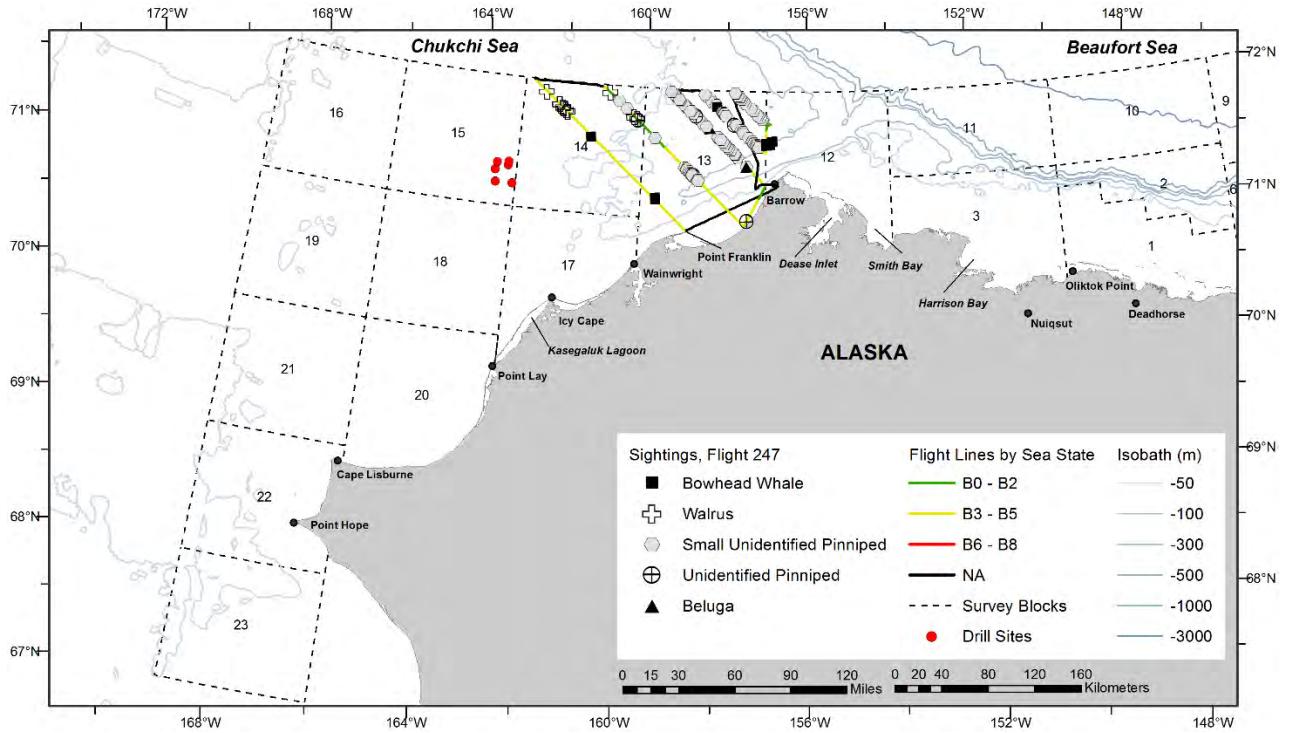 172°W 168°W 164°W 160°W 156°W 152°W 148°W
Chukchi Sea Beaufort Sea
72°N
71°N
71°N
70°N
70°N
69°N
69°N
68°N
68°N
67°N
16
15
14
13
12
11
10
9
2
6
3
1
19
18
17
21
20
22
23
Barrow
Point Franklin
Dease Inlet
Smith Bay
Harrison Bay
Oliktok Point
Nuiqsut
Deadhorse
Wainwright
Icy Cape
Kasegaluk Lagoon
Point Lay
Cape Lisburne
Point Hope
ALASKA
Sightings, Flight 247
Bowhead Whale
Walrus
Small Unidentified Pinniped
Unidentified Pinniped
Beluga
Flight Lines by Sea State
B0 - B2
B3 - B5
B6 - B8
NA
Survey Blocks
Drill Sites
Isobath (m)
-50
-100
-300
-500
-1000
-3000
0 15 30 60 90 120
Miles
0 20 40 80 120 160
Kilometers
168°W 164°W 160°W 156°W 152°W 148°W